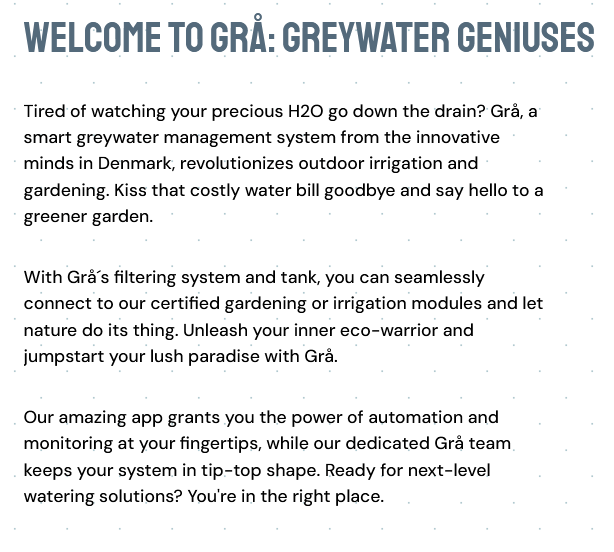 WELCOME TO GRÅ: GREYWATER GENIUSES
Tired of watching your precious H2O go down the drain? Grå, a
smart greywater management system from the innovative
minds in Denmark, revolutionizes outdoor irrigation and
gardening. Kiss that costly water bill goodbye and say hello to a
greener garden.
With Grå´s filtering system and tank, you can seamlessly
connect to our certified gardening or irrigation modules and let
nature do its thing. Unleash your inner eco-warrior and
jumpstart your lush paradise with Grå.
Our amazing app grants you the power of automation and
monitoring at your fingertips, while our dedicated Grå team
keeps your system in tip-top shape. Ready for next-level
watering solutions? You're in the right place.